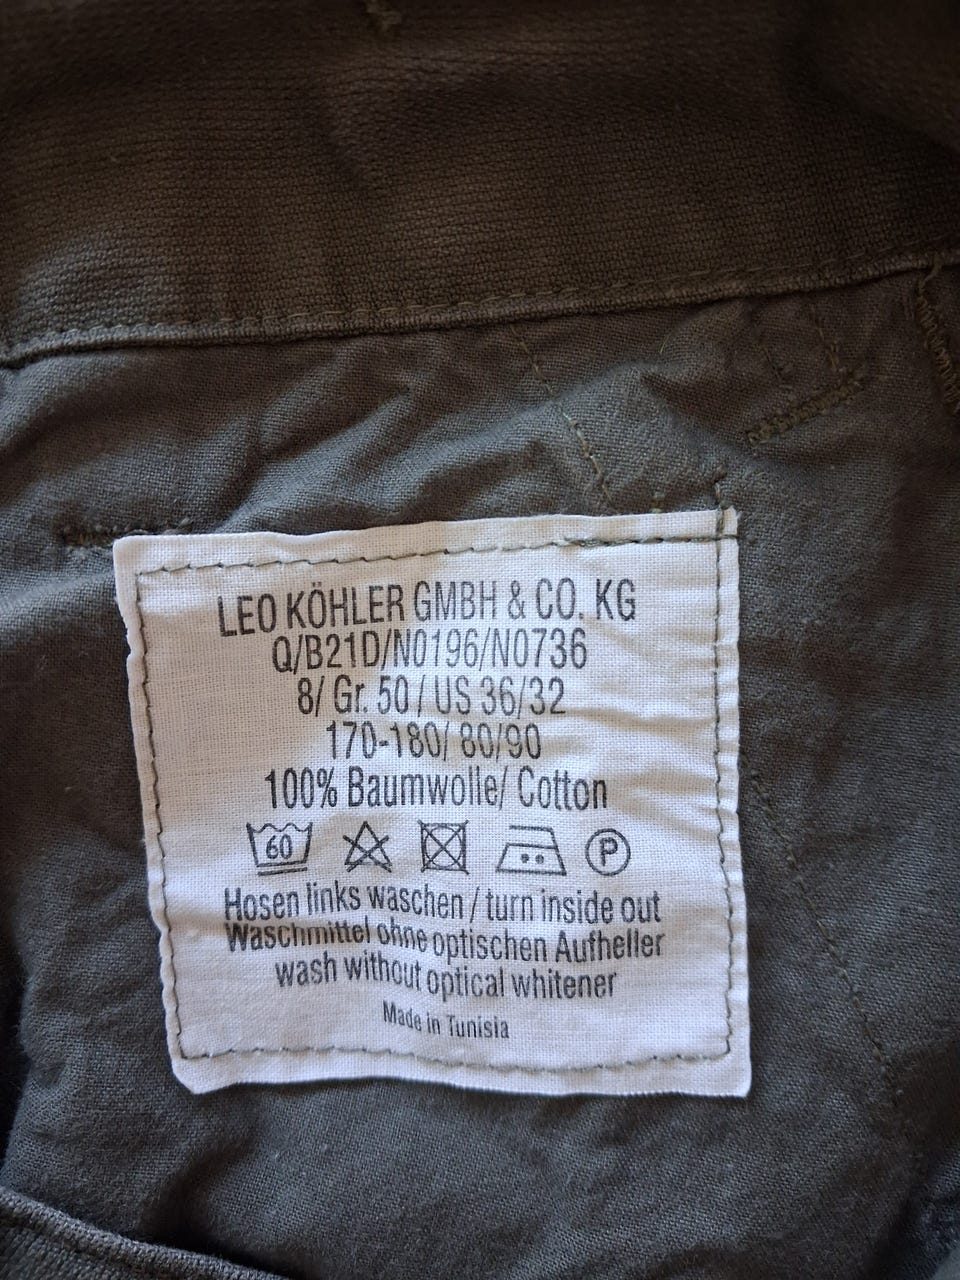 LEO KÖHLER GMBH & CO. KG
Q/B21D/N0196/N0736
8/ Gr. 50 / US 36/32
170-180/ 80/90
100% Baumwolle/ Cotton
60 P
Hosen links waschen / turn inside out
Waschmittel ohne optischen Aufheller
wash without optical whitener
Made in Tunisia